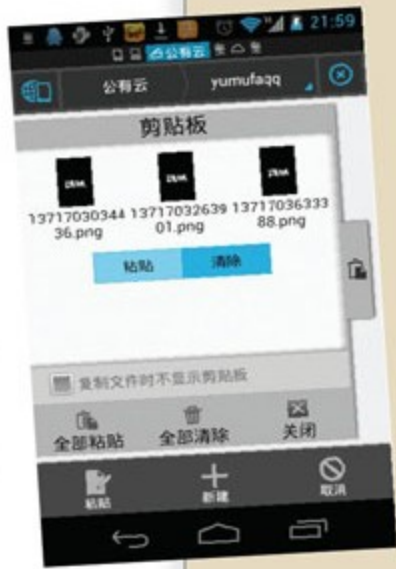 21:59
公有云
公有云 yumufaqq
剪贴板
13717030344 13717032639 13717036333
36.png 01.png 88.png
粘贴 清除
复制文件时不显示剪贴板
全部粘贴 全部清除 关闭
粘贴 新建 取消